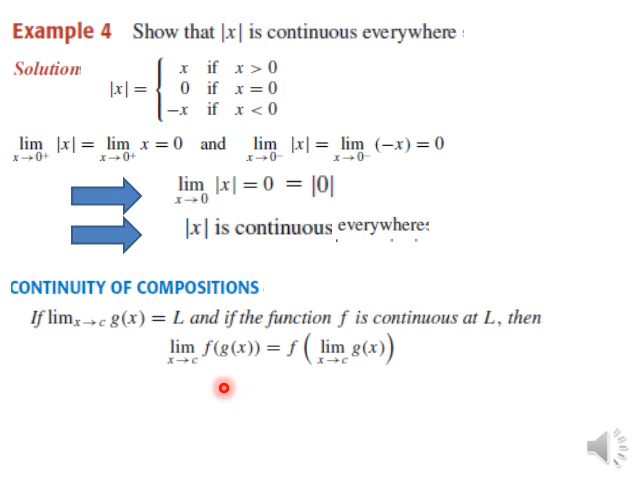 Example 4 Show that |x| is continuous everywhere
Solution
|x| = { x if x > 0
0 if x = 0
−x if x < 0
lim x→0+ |x| = lim x→0+ x = 0 and lim x→0− |x| = lim x→0− (−x) = 0
lim x→0 |x| = 0 = |0|
|x| is continuous everywhere
CONTINUITY OF COMPOSITIONS
If lim x→c g(x) = L and if the function f is continuous at L, then
lim x→c f(g(x)) = f ( lim x→c g(x) )